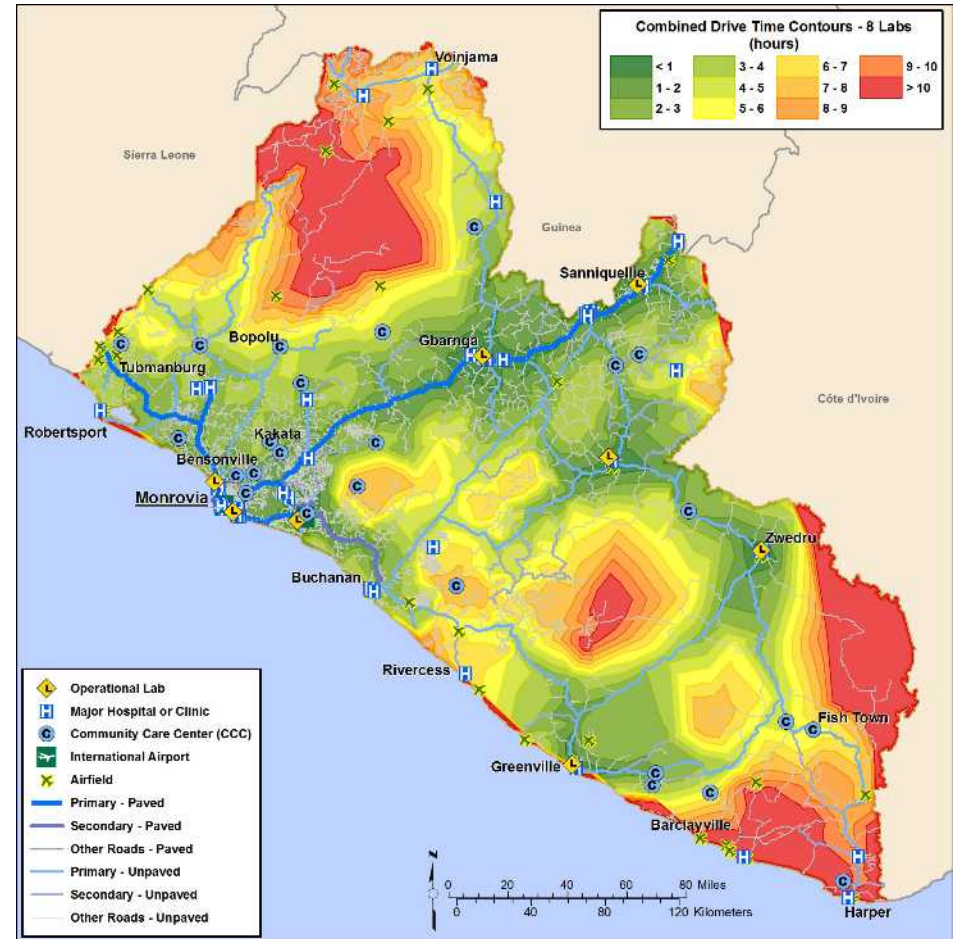 Combined Drive Time Contours - 8 Labs
(hours)
< 1
1 - 2
2 - 3
3 - 4
4 - 5
5 - 6
6 - 7
7 - 8
8 - 9
9 - 10
> 10
Voinjama
Sierra Leone
Guinea
Sanniquellie
Gbarnga
Bopolu
Tubmanburg
Côte d'Ivoire
Robertsport
Kakata
Bensonville
Monrovia
Zwedru
Buchanan
Rivercess
Fish Town
Greenville
Barclayville
Harper
Operational Lab
Major Hospital or Clinic
Community Care Center (CCC)
International Airport
Airfield
Primary - Paved
Secondary - Paved
Other Roads - Paved
Primary - Unpaved
Secondary - Unpaved
Other Roads - Unpaved
N
0 20 40 60 80 Miles
0 40 80 120 Kilometers